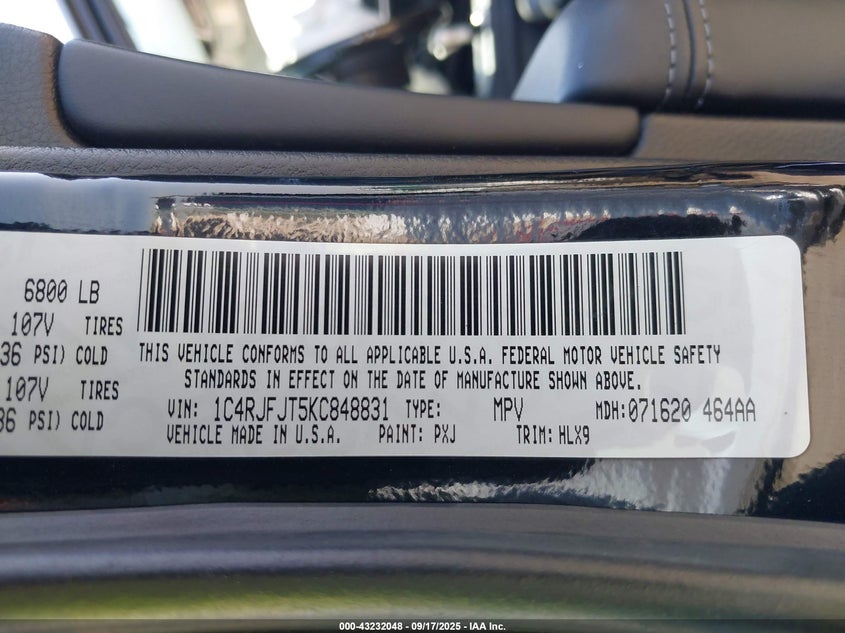 6800 LB
107V TIRES
36 PSI) COLD
107V TIRES
36 PSI) COLD
THIS VEHICLE CONFORMS TO ALL APPLICABLE U.S.A. FEDERAL MOTOR VEHICLE SAFETY
STANDARDS IN EFFECT ON THE DATE OF MANUFACTURE SHOWN ABOVE.
VIN: 1C4RJFJT5KC848831 TYPE: MPV MDH:071620 464AA
VEHICLE MADE IN U.S.A. PAINT: PXJ TRIM: HLX9
000-43232048 - 09/17/2025 - IAA Inc.